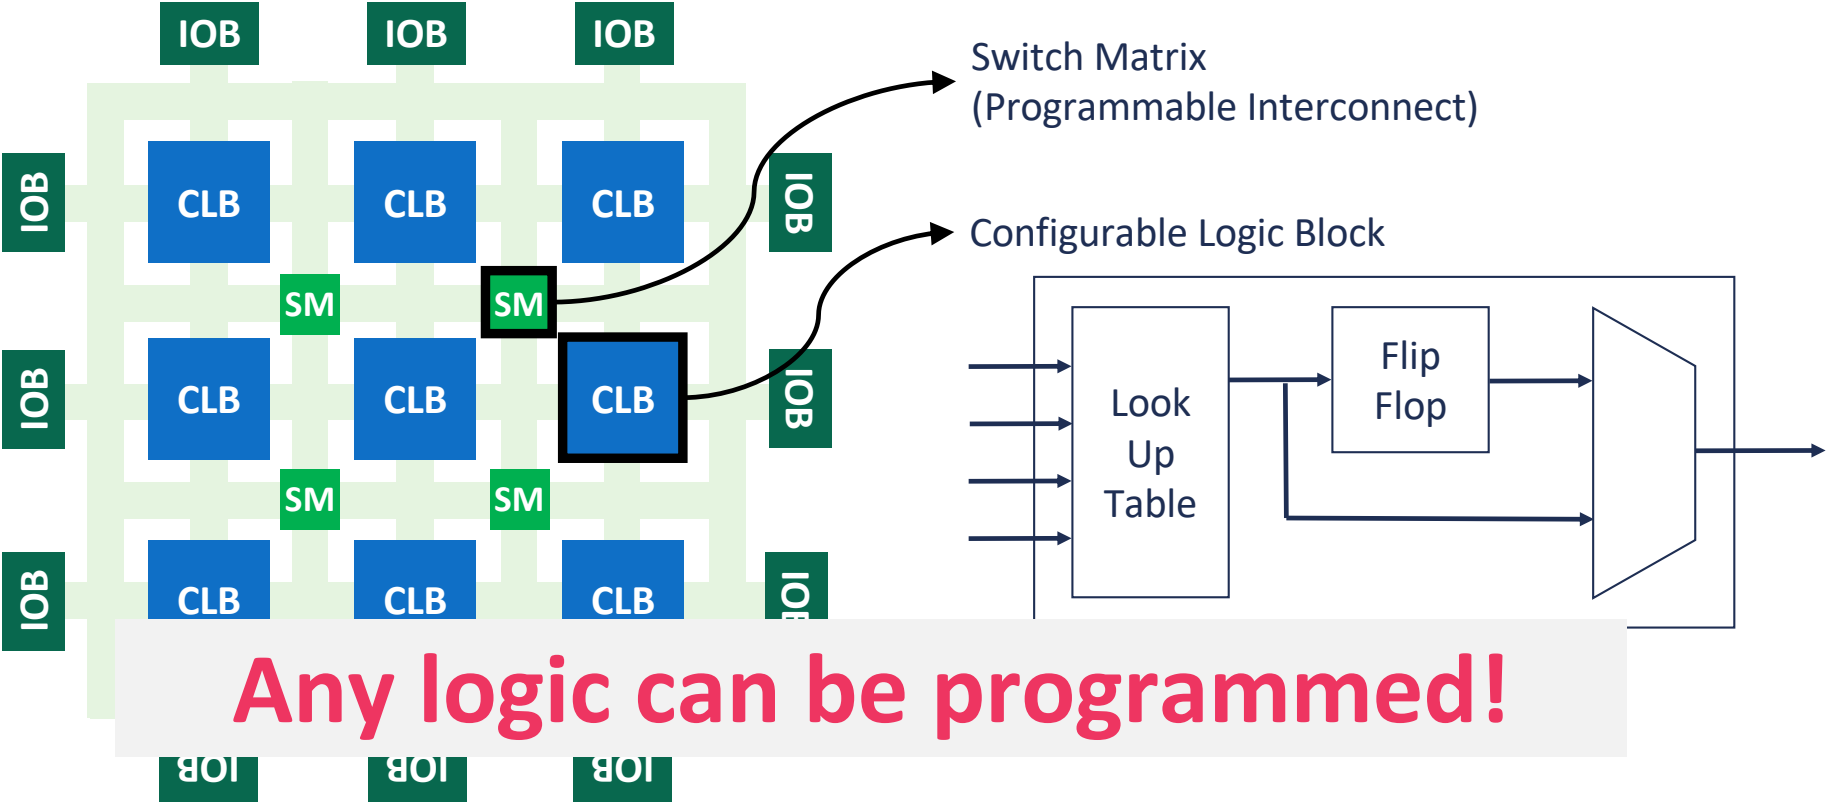 IOB IOB IOB
Switch Matrix
(Programmable Interconnect)
IOB CLB CLB CLB IOB
Configurable Logic Block
SM SM
IOB CLB CLB CLB IOB
Flip
Flop
Look
Up
Table
SM SM
IOB CLB CLB CLB IOB
Any logic can be programmed!
IOB IOB IOB